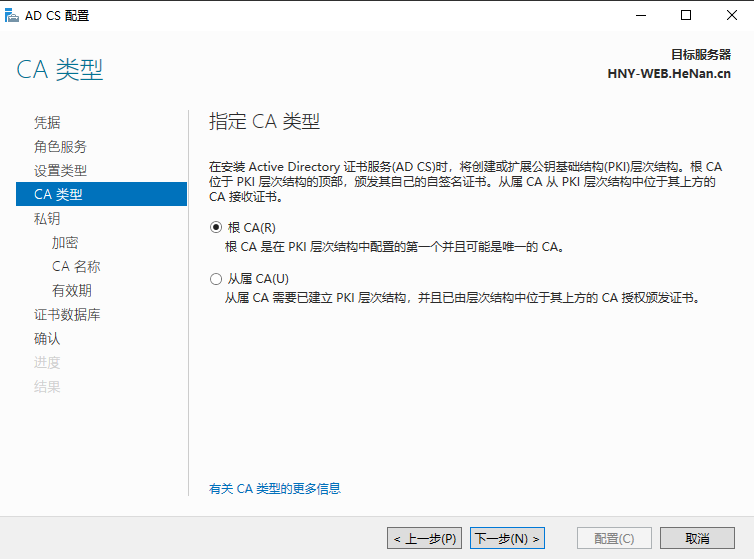 AD CS 配置
CA 类型
目标服务器
HNY-WEB.HeNan.cn
凭据
角色服务
设置类型
CA 类型
私钥
加密
CA 名称
有效期
证书数据库
确认
进度
结果
指定 CA 类型
在安装 Active Directory 证书服务(AD CS)时，将创建或扩展公钥基础结构(PKI)层次结构。根 CA
位于 PKI 层次结构的顶部，颁发其自己的自签名证书。从属 CA 从 PKI 层次结构中位于其上方的
CA 接收证书。
根 CA(R)
根 CA 是在 PKI 层次结构中配置的第一个并且可能是唯一的 CA。
从属 CA(U)
从属 CA 需要已建立 PKI 层次结构，并且已由层次结构中位于其上方的 CA 授权颁发证书。
有关 CA 类型的更多信息
< 上一步(P)
下一步(N) >
配置(C)
取消